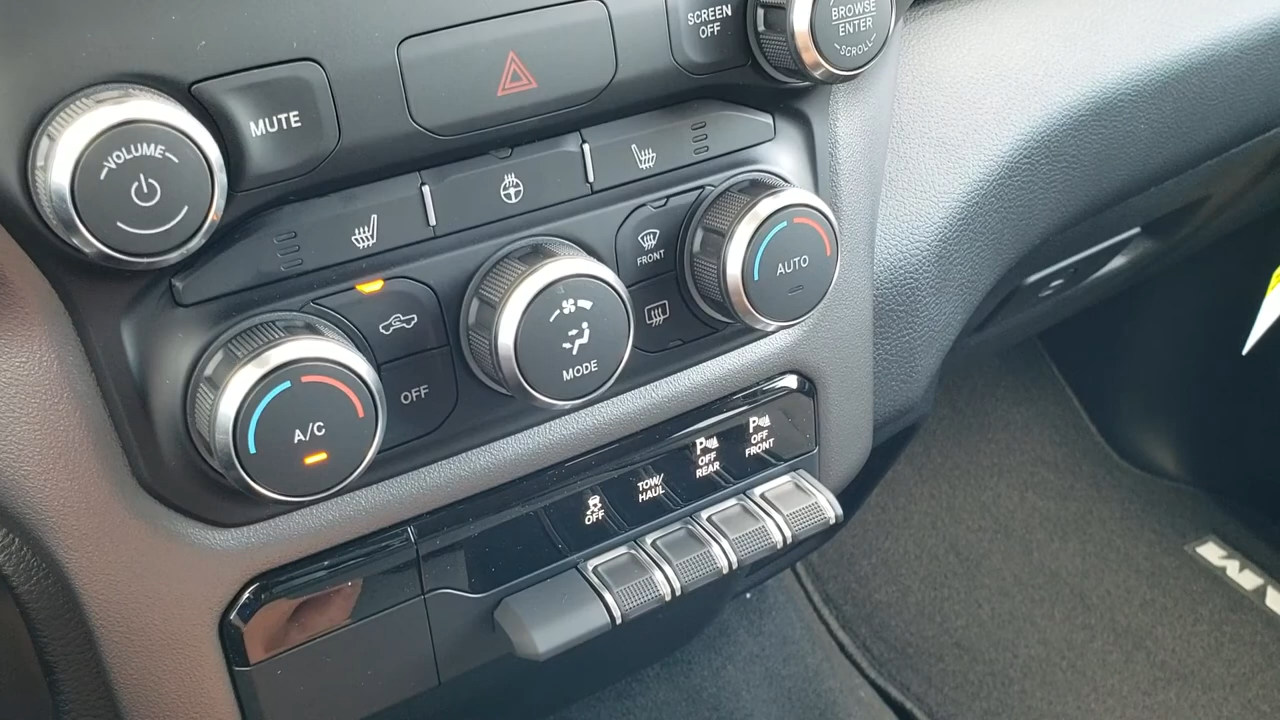 SCREEN
OFF
BROWSE
ENTER
SCROLL
MUTE
VOLUME
FRONT
AUTO
MODE
OFF
A/C
P
OFF
FRONT
P
OFF
REAR
TOW/
HAUL
OFF